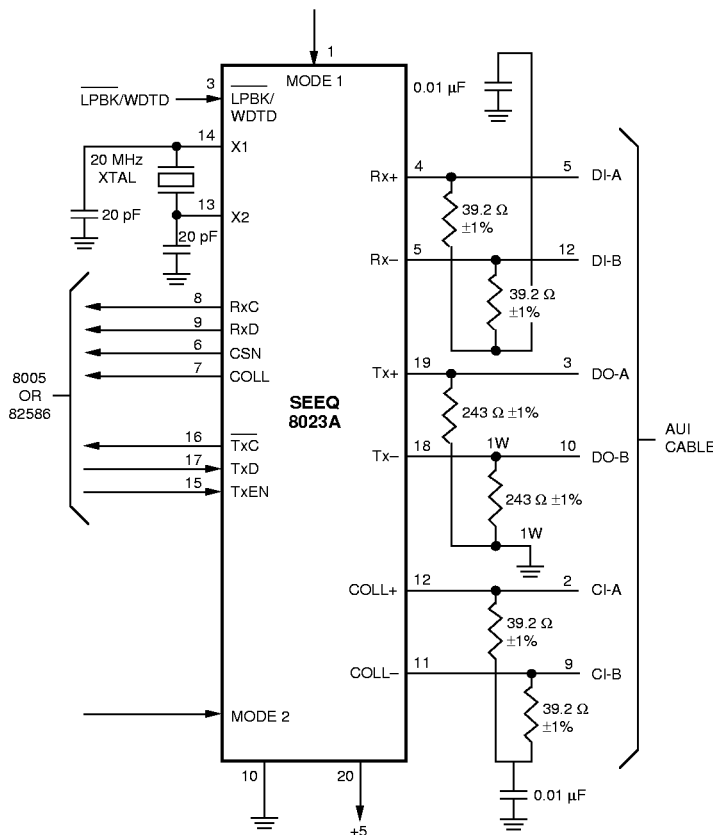 1
MODE 1
3
LPBK/WDTD
LPBK/
WDTD
14
X1
20 MHz
XTAL
13
X2
20 pF
20 pF
8
RxC
9
RxD
6
CSN
7
COLL
8005
OR
82586
16
TxC
17
TxD
15
TxEN
MODE 2
SEEQ
8023A
10
20
+5
0.01 µF
Rx+
4
5
DI-A
39.2 Ω
±1%
Rx–
5
12
DI-B
39.2 Ω
±1%
Tx+
19
3
DO-A
243 Ω ±1%
Tx–
18
1W
10
DO-B
243 Ω ±1%
1W
COLL+
12
2
CI-A
39.2 Ω
±1%
COLL–
11
9
CI-B
39.2 Ω
±1%
0.01 µF
AUI
CABLE